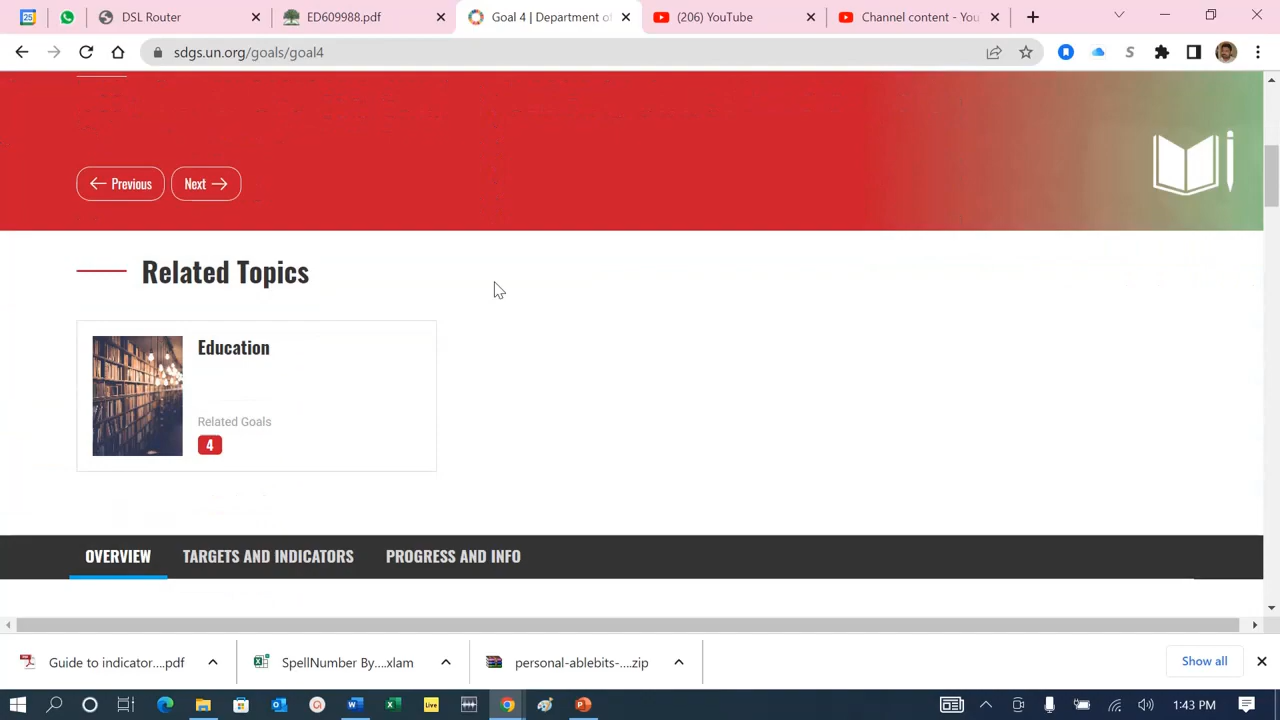 25
DSL Router
ED609988.pdf
Goal 4 | Department of
(206) YouTube
Channel content - You
sdgs.un.org/goals/goal4
S
Previous
Next
Related Topics
Education
Related Goals
4
OVERVIEW
TARGETS AND INDICATORS
PROGRESS AND INFO
Guide to indicator....pdf
SpellNumber By....xlam
personal-ablebits-....zip
Show all
Live
1:43 PM